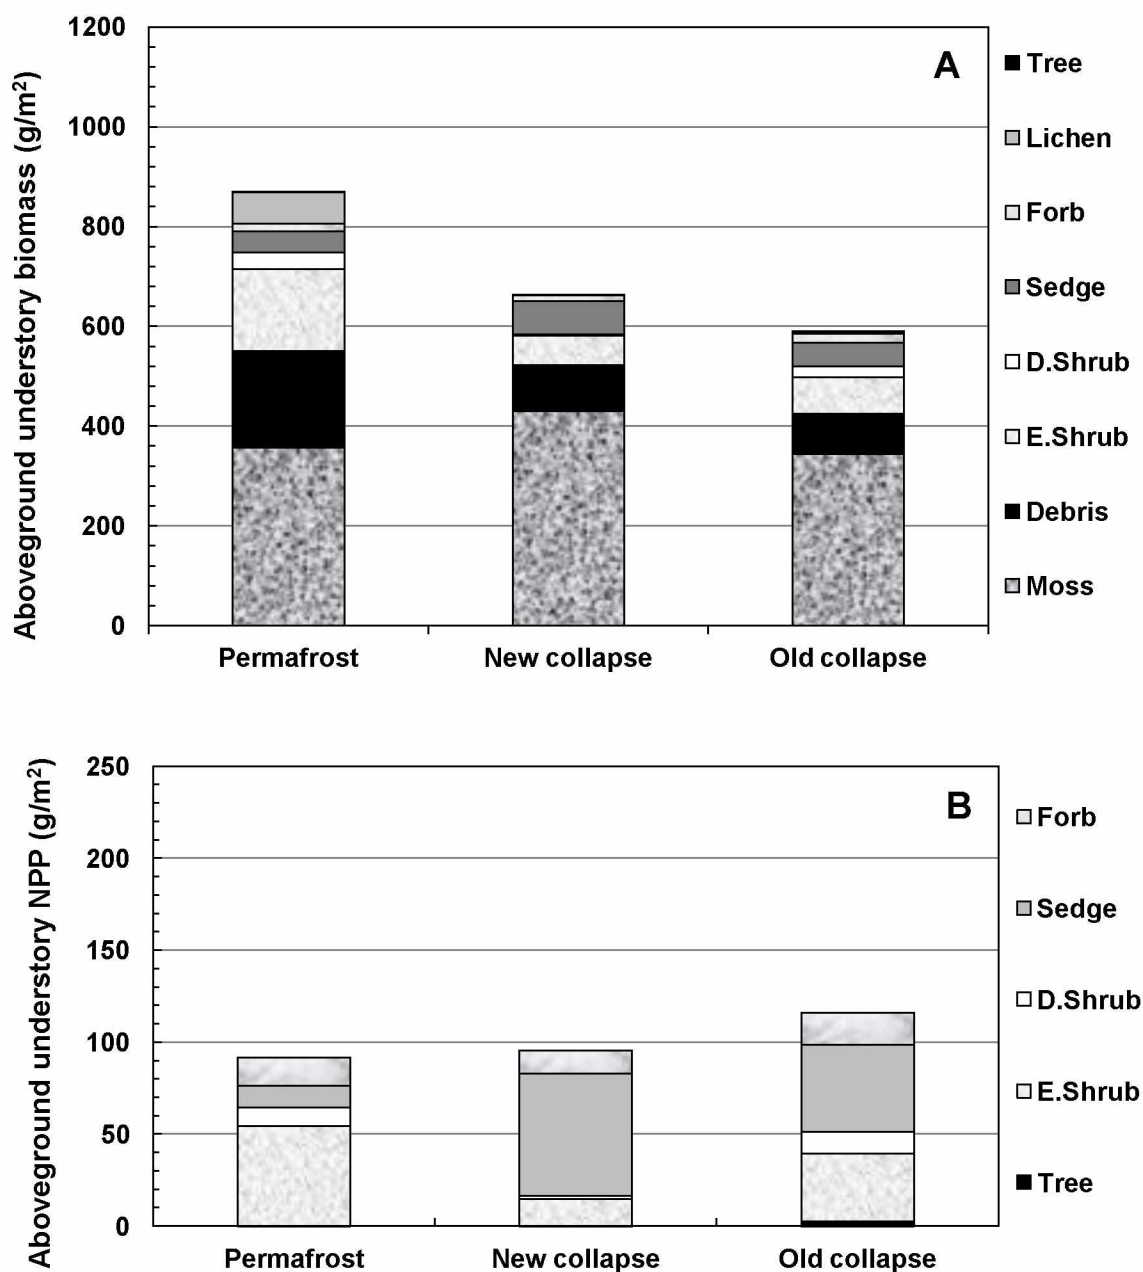 Aboveground understory biomass (g/m²)
1200
1000
800
600
400
200
0
A
Permafrost
New collapse
Old collapse
Tree
Lichen
Forb
Sedge
D.Shrub
E.Shrub
Debris
Moss
Aboveground understory NPP (g/m²)
250
200
150
100
50
0
B
Permafrost
New collapse
Old collapse
Forb
Sedge
D.Shrub
E.Shrub
Tree